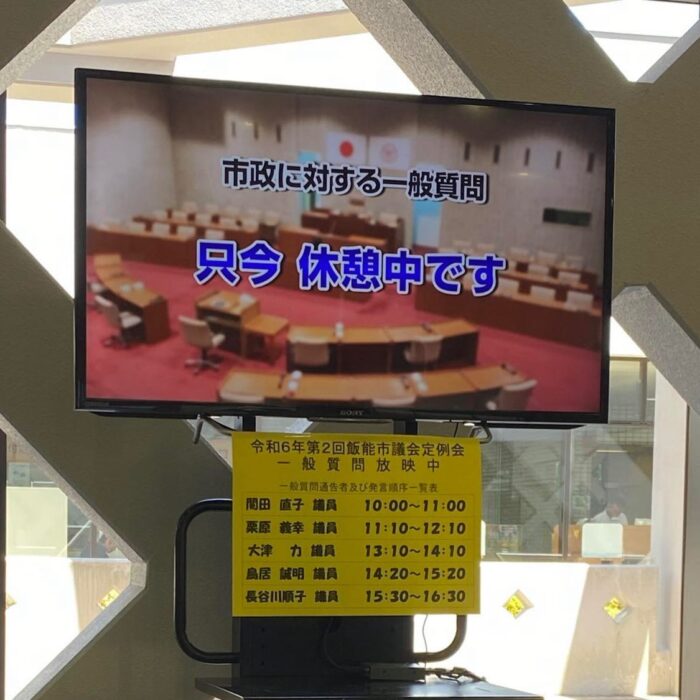 市政に対する一般質問
只今 休憩中です
SONY
令和6年第2回飯能市議会定例会
一般質問放映中
一般質問通告者及び発言順序一覧表
関田 直子 議員 10:00～11:00
栗原 義幸 議員 11:10～12:10
大津 力 議員 13:10～14:10
鳥居 誠明 議員 14:20～15:20
長谷川順子 議員 15:30～16:30